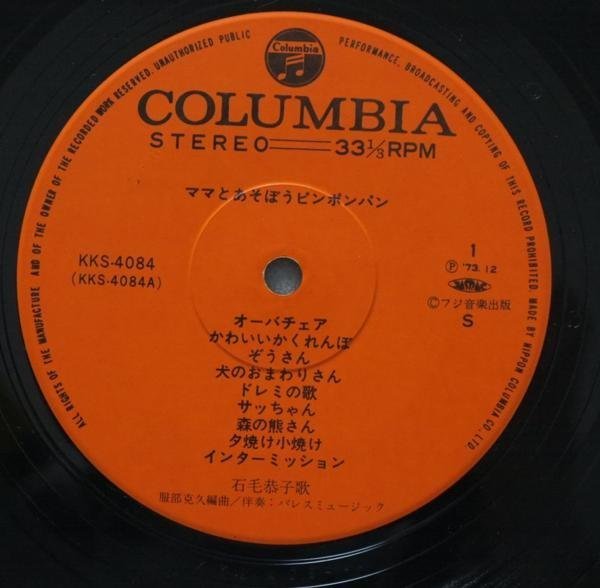 ALL RIGHTS OF THE MANUFACTURE AND OF THE OWNER OF THE RECORDED WORK RESERVED. UNAUTHORIZED PUBLIC PERFORMANCE, BROADCASTING AND COPYING OF THIS RECORD PROHIBITED MADE BY NIPPON COLUMBIA CO., LTD
Columbia
COLUMBIA
STEREO 33 1/3 RPM
ママとあそぼうピンポンパン
KKS-4084
(KKS-4084A)
1
Ⓟ '73. 12
©フジ音楽出版
S
オーバチェア
かわいいかくれんぼ
ぞうさん
犬のおまわりさん
ドレミの歌
サッちゃん
森の熊さん
夕焼け小焼け
インターミッション
石毛恭子歌
服部克久編曲/伴奏:パレスミュージック